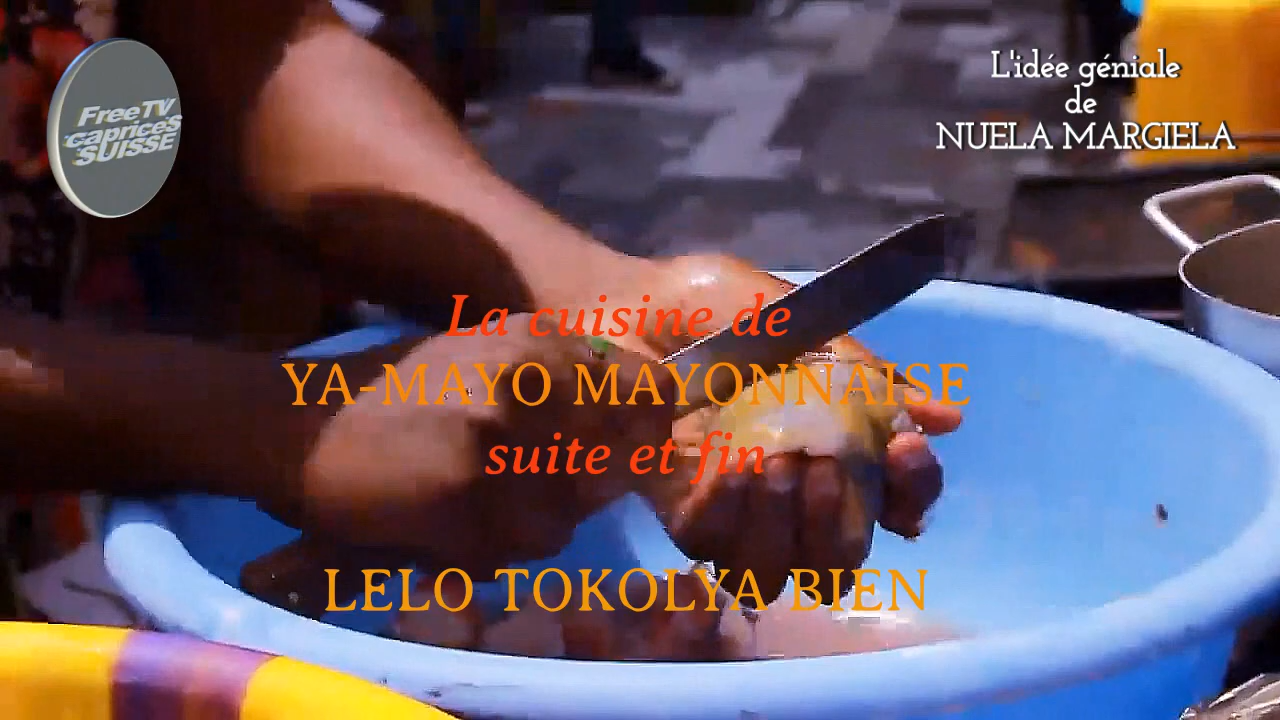 FreeTV
capriceS
SUISSE
L'idée géniale
de
NUELA MARGIELA
La cuisine de
YA-MAYO MAYONNAISE
suite et fin
LELO TOKOLYA BIEN